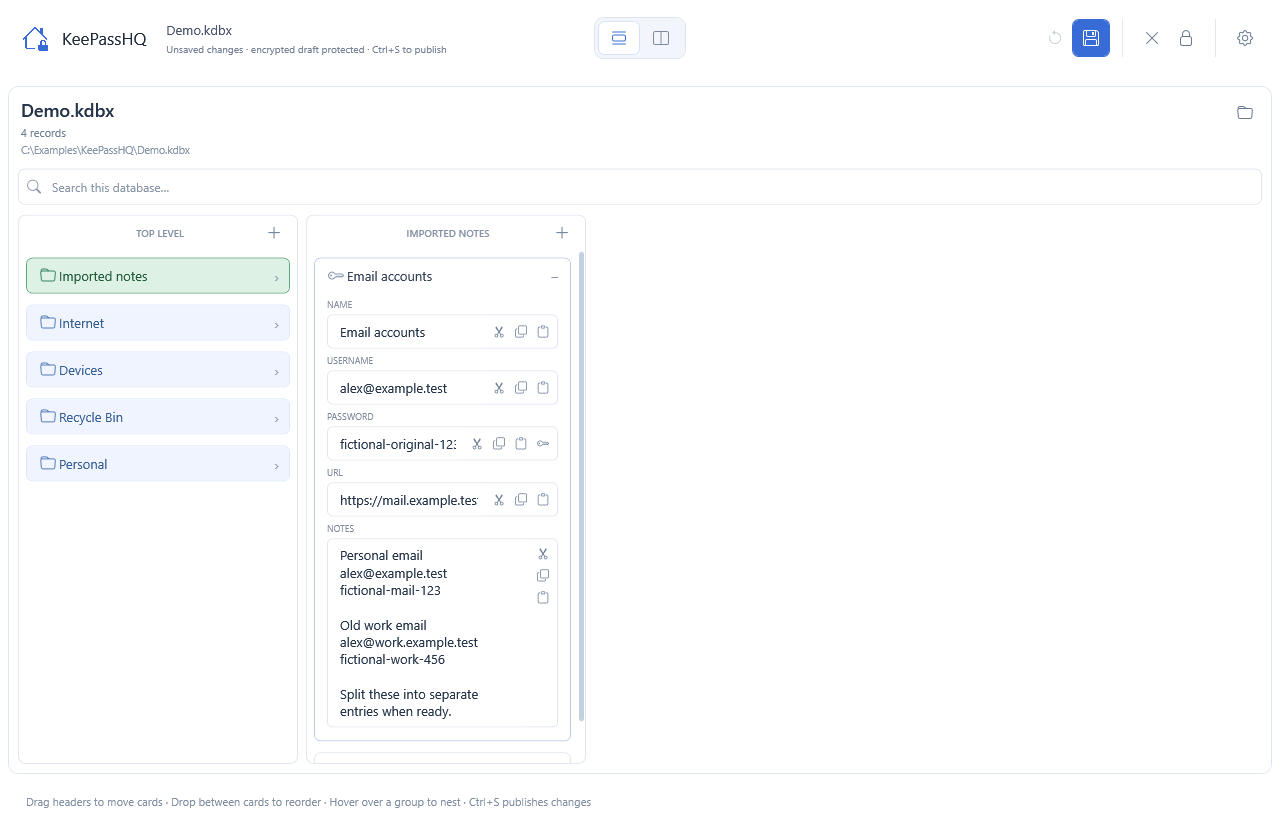 KeePassHQ
Demo.kdbx
Unsaved changes · encrypted draft protected · Ctrl+S to publish
Demo.kdbx
4 records
C:\Examples\KeePassHQ\Demo.kdbx
Search this database...
TOP LEVEL
Imported notes
Internet
Devices
Recycle Bin
Personal
IMPORTED NOTES
Email accounts
NAME
Email accounts
USERNAME
alex@example.test
PASSWORD
fictional-original-123
URL
https://mail.example.test
NOTES
Personal email
alex@example.test
fictional-mail-123
Old work email
alex@work.example.test
fictional-work-456
Split these into separate
entries when ready.
Drag headers to move cards · Drop between cards to reorder · Hover over a group to nest · Ctrl+S publishes changes